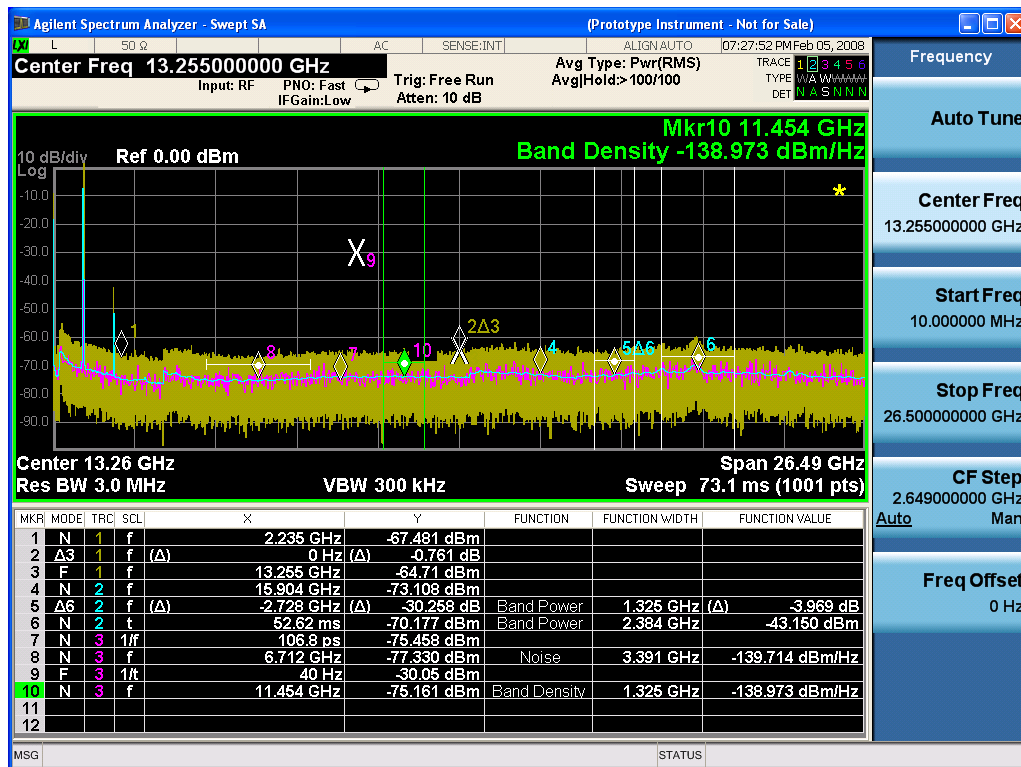 Agilent Spectrum Analyzer - Swept SA (Prototype Instrument - Not for Sale)
LXI L 50 Ω AC SENSE:INT ALIGN AUTO 07:27:52 PM Feb 05, 2008
Center Freq 13.255000000 GHz
Input: RF PNO: Fast IFGain:Low
Trig: Free Run
Atten: 10 dB
Avg Type: Pwr(RMS)
Avg|Hold:> 100/100
TRACE 1 2 3 4 5 6
TYPE W A W W W W
DET N A S N N N
Mkr10 11.454 GHz
Band Density -138.973 dBm/Hz
10 dB/div Ref 0.00 dBm
Log
-10.0
-20.0
-30.0
-40.0
-50.0
-60.0
-70.0
-80.0
-90.0
*
9
1
8
7
10
2Δ3
4
5Δ6
6
Center 13.26 GHz Span 26.49 GHz
Res BW 3.0 MHz VBW 300 kHz Sweep 73.1 ms (1001 pts)
MKR MODE TRC SCL X Y FUNCTION FUNCTION WIDTH FUNCTION VALUE
1 N 1 f 2.235 GHz -67.481 dBm
2 Δ3 1 f (Δ) 0 Hz (Δ) -0.761 dB
3 F 1 f 13.255 GHz -64.71 dBm
4 N 2 f 15.904 GHz -73.108 dBm
5 Δ6 2 f (Δ) -2.728 GHz (Δ) -30.258 dB Band Power 1.325 GHz (Δ) -3.969 dB
6 N 2 t 52.62 ms -70.177 dBm Band Power 2.384 GHz -43.150 dBm
7 N 3 1/f 106.8 ps -75.458 dBm
8 N 3 f 6.712 GHz -77.330 dBm Noise 3.391 GHz -139.714 dBm/Hz
9 F 3 1/t 40 Hz -30.05 dBm
10 N 3 f 11.454 GHz -75.161 dBm Band Density 1.325 GHz -138.973 dBm/Hz
11
12
MSG STATUS
Frequency
Auto Tune
Center Freq
13.255000000 GHz
Start Freq
10.000000 MHz
Stop Freq
26.500000000 GHz
CF Step
2.649000000 GHz
Auto Man
Freq Offset
0 Hz